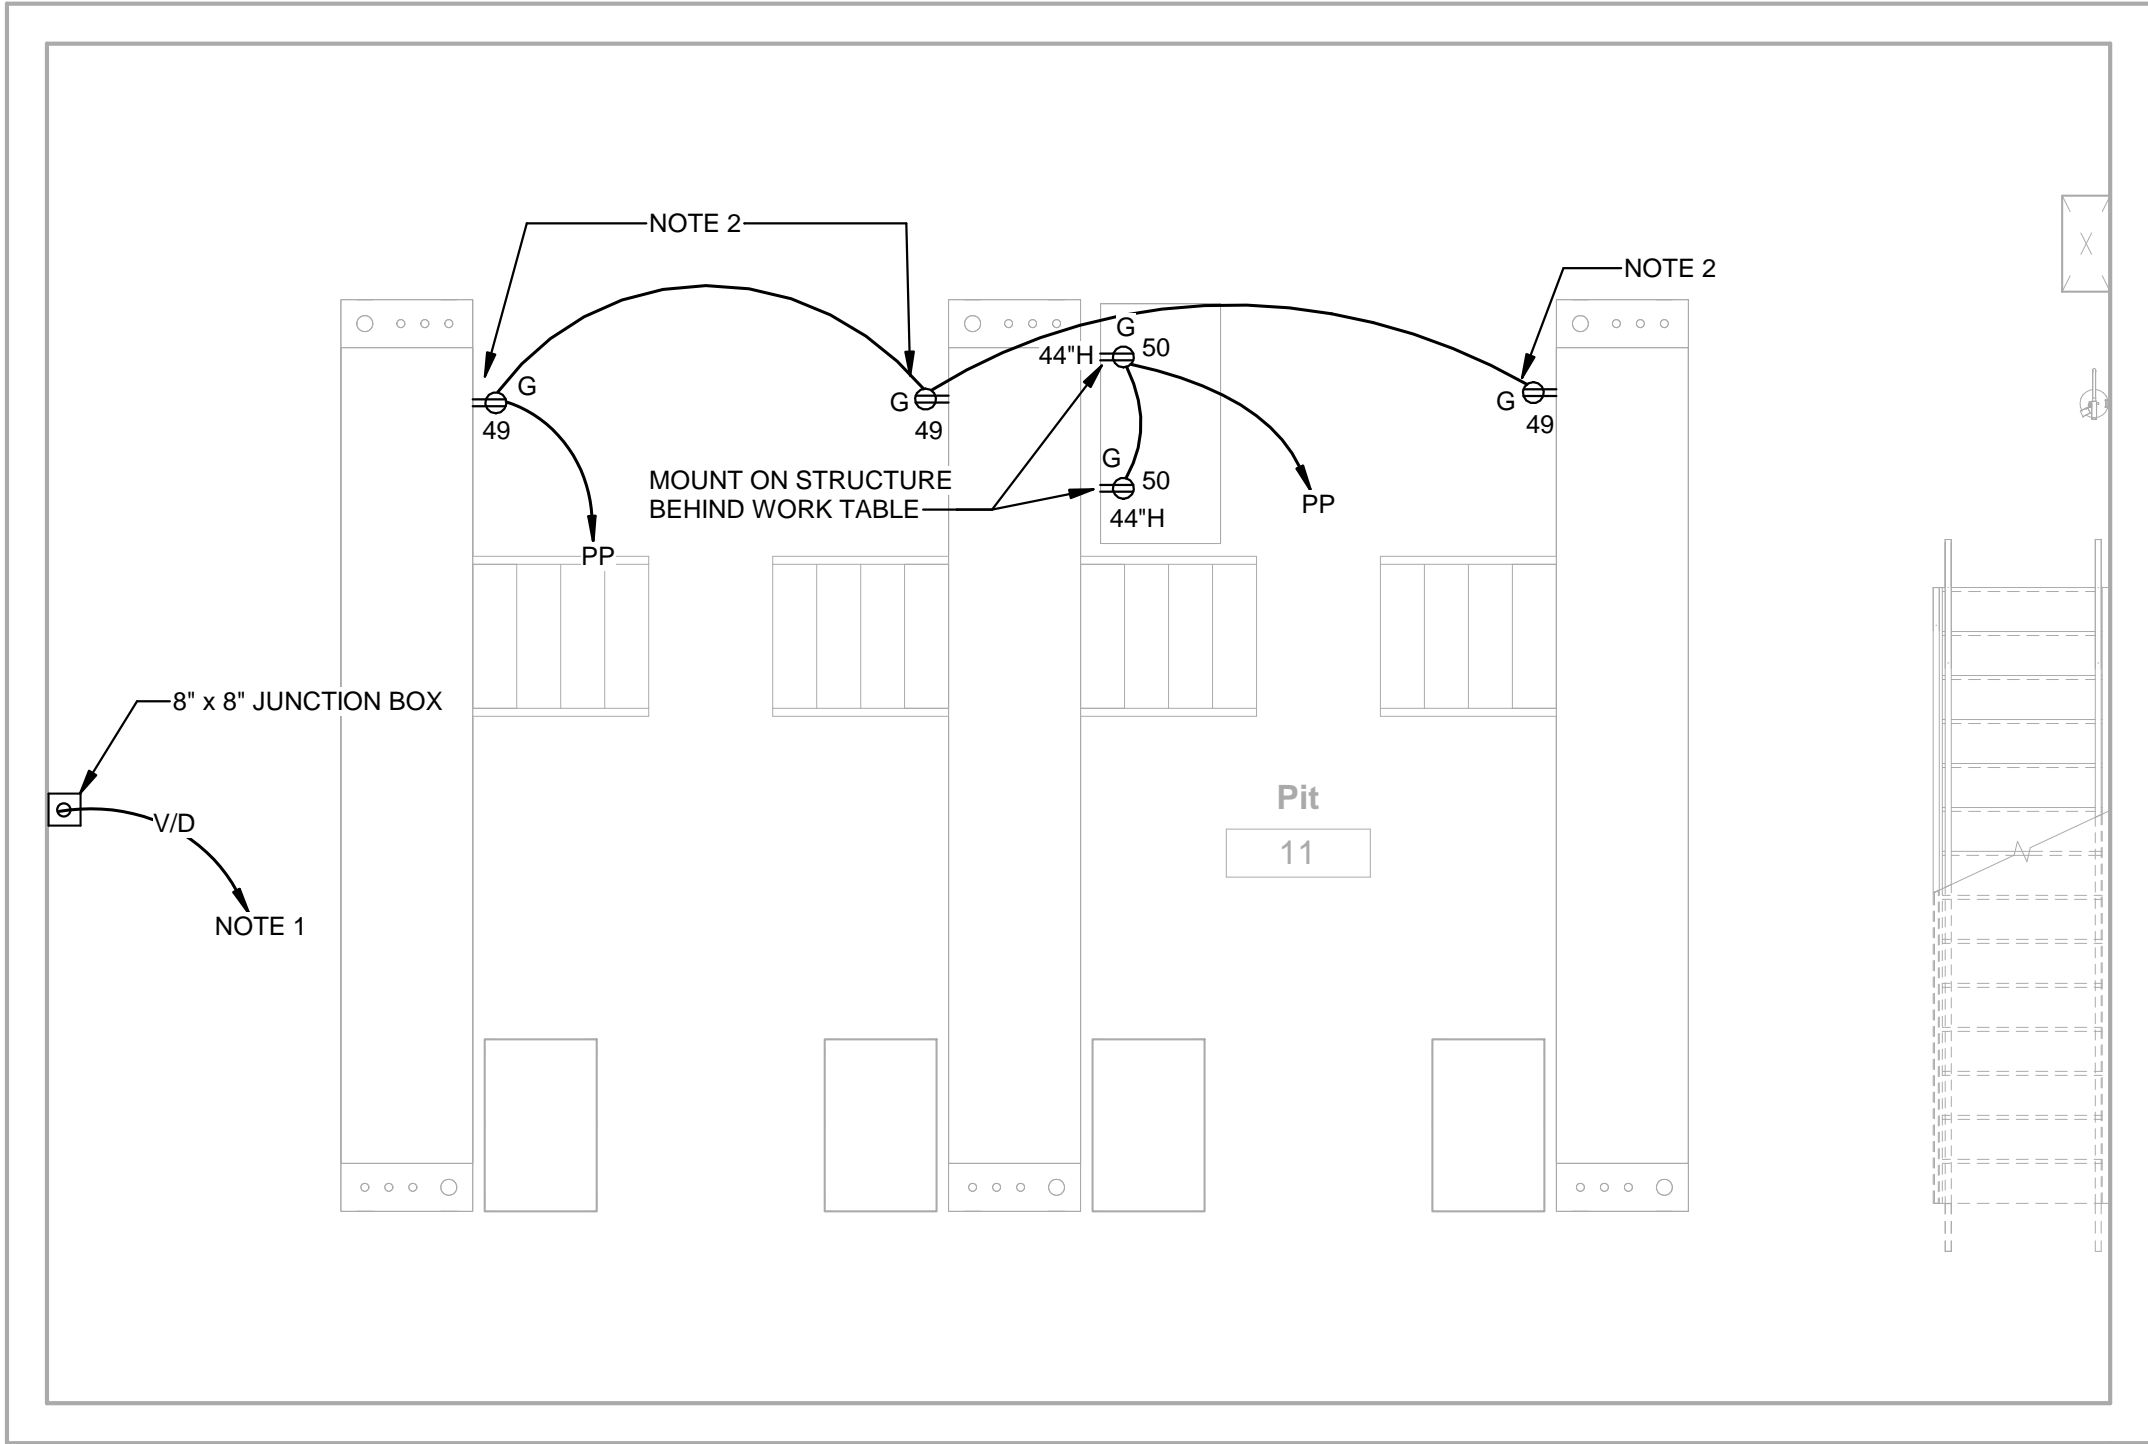 NOTE 2
NOTE 2
G
50
44"H
G
49
G
49
G
49
MOUNT ON STRUCTURE
BEHIND WORK TABLE
G
50
44"H
PP
PP
8" x 8" JUNCTION BOX
V/D
NOTE 1
Pit
11